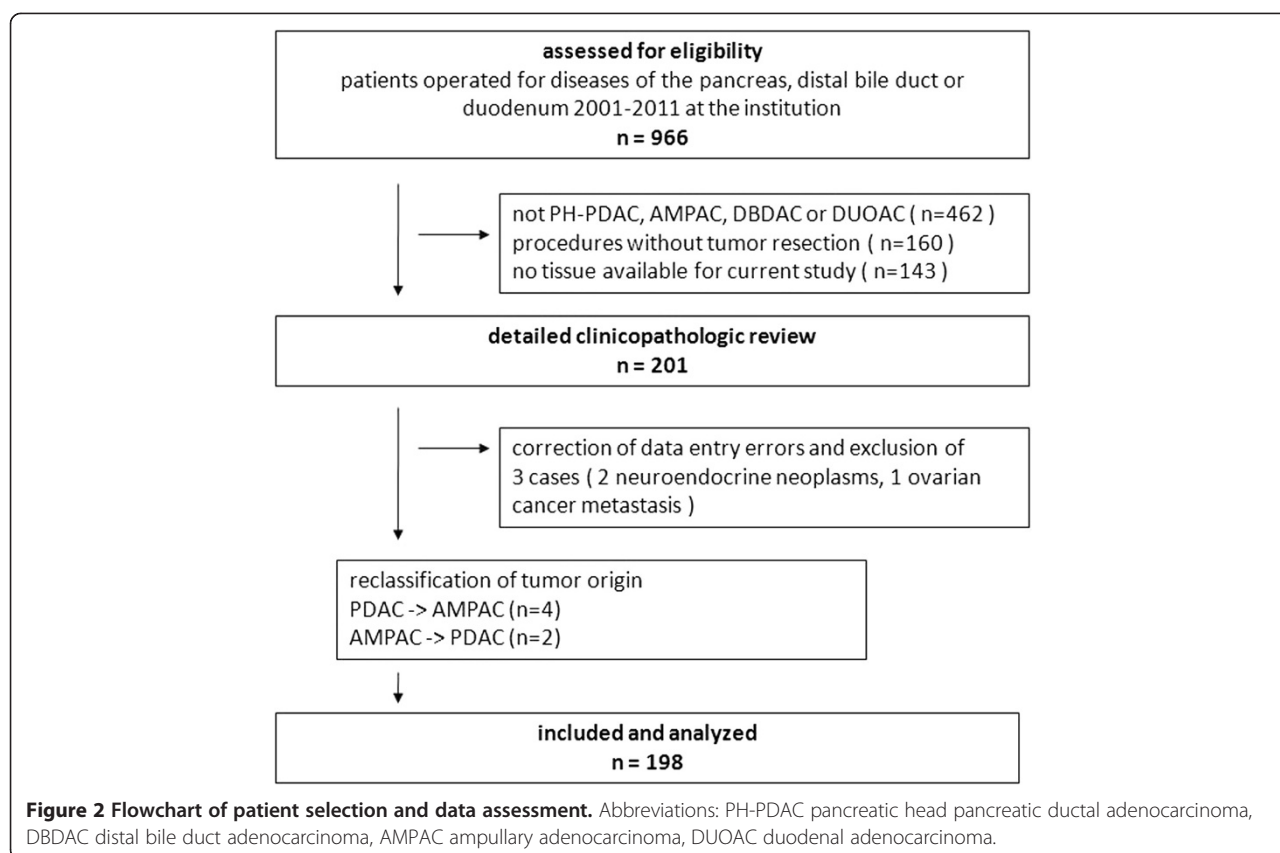 assessed for eligibility
patients operated for diseases of the pancreas, distal bile duct or
duodenum 2001-2011 at the institution
n = 966
not PH-PDAC, AMPAC, DBDAC or DUOAC ( n=462 )
procedures without tumor resection ( n=160 )
no tissue available for current study ( n=143 )
detailed clinicopathologic review
n = 201
correction of data entry errors and exclusion of
3 cases ( 2 neuroendocrine neoplasms, 1 ovarian
cancer metastasis )
reclassification of tumor origin
PDAC -> AMPAC (n=4)
AMPAC -> PDAC (n=2)
included and analyzed
n = 198
Figure 2 Flowchart of patient selection and data assessment. Abbreviations: PH-PDAC pancreatic head pancreatic ductal adenocarcinoma,
DBDAC distal bile duct adenocarcinoma, AMPAC ampullary adenocarcinoma, DUOAC duodenal adenocarcinoma.